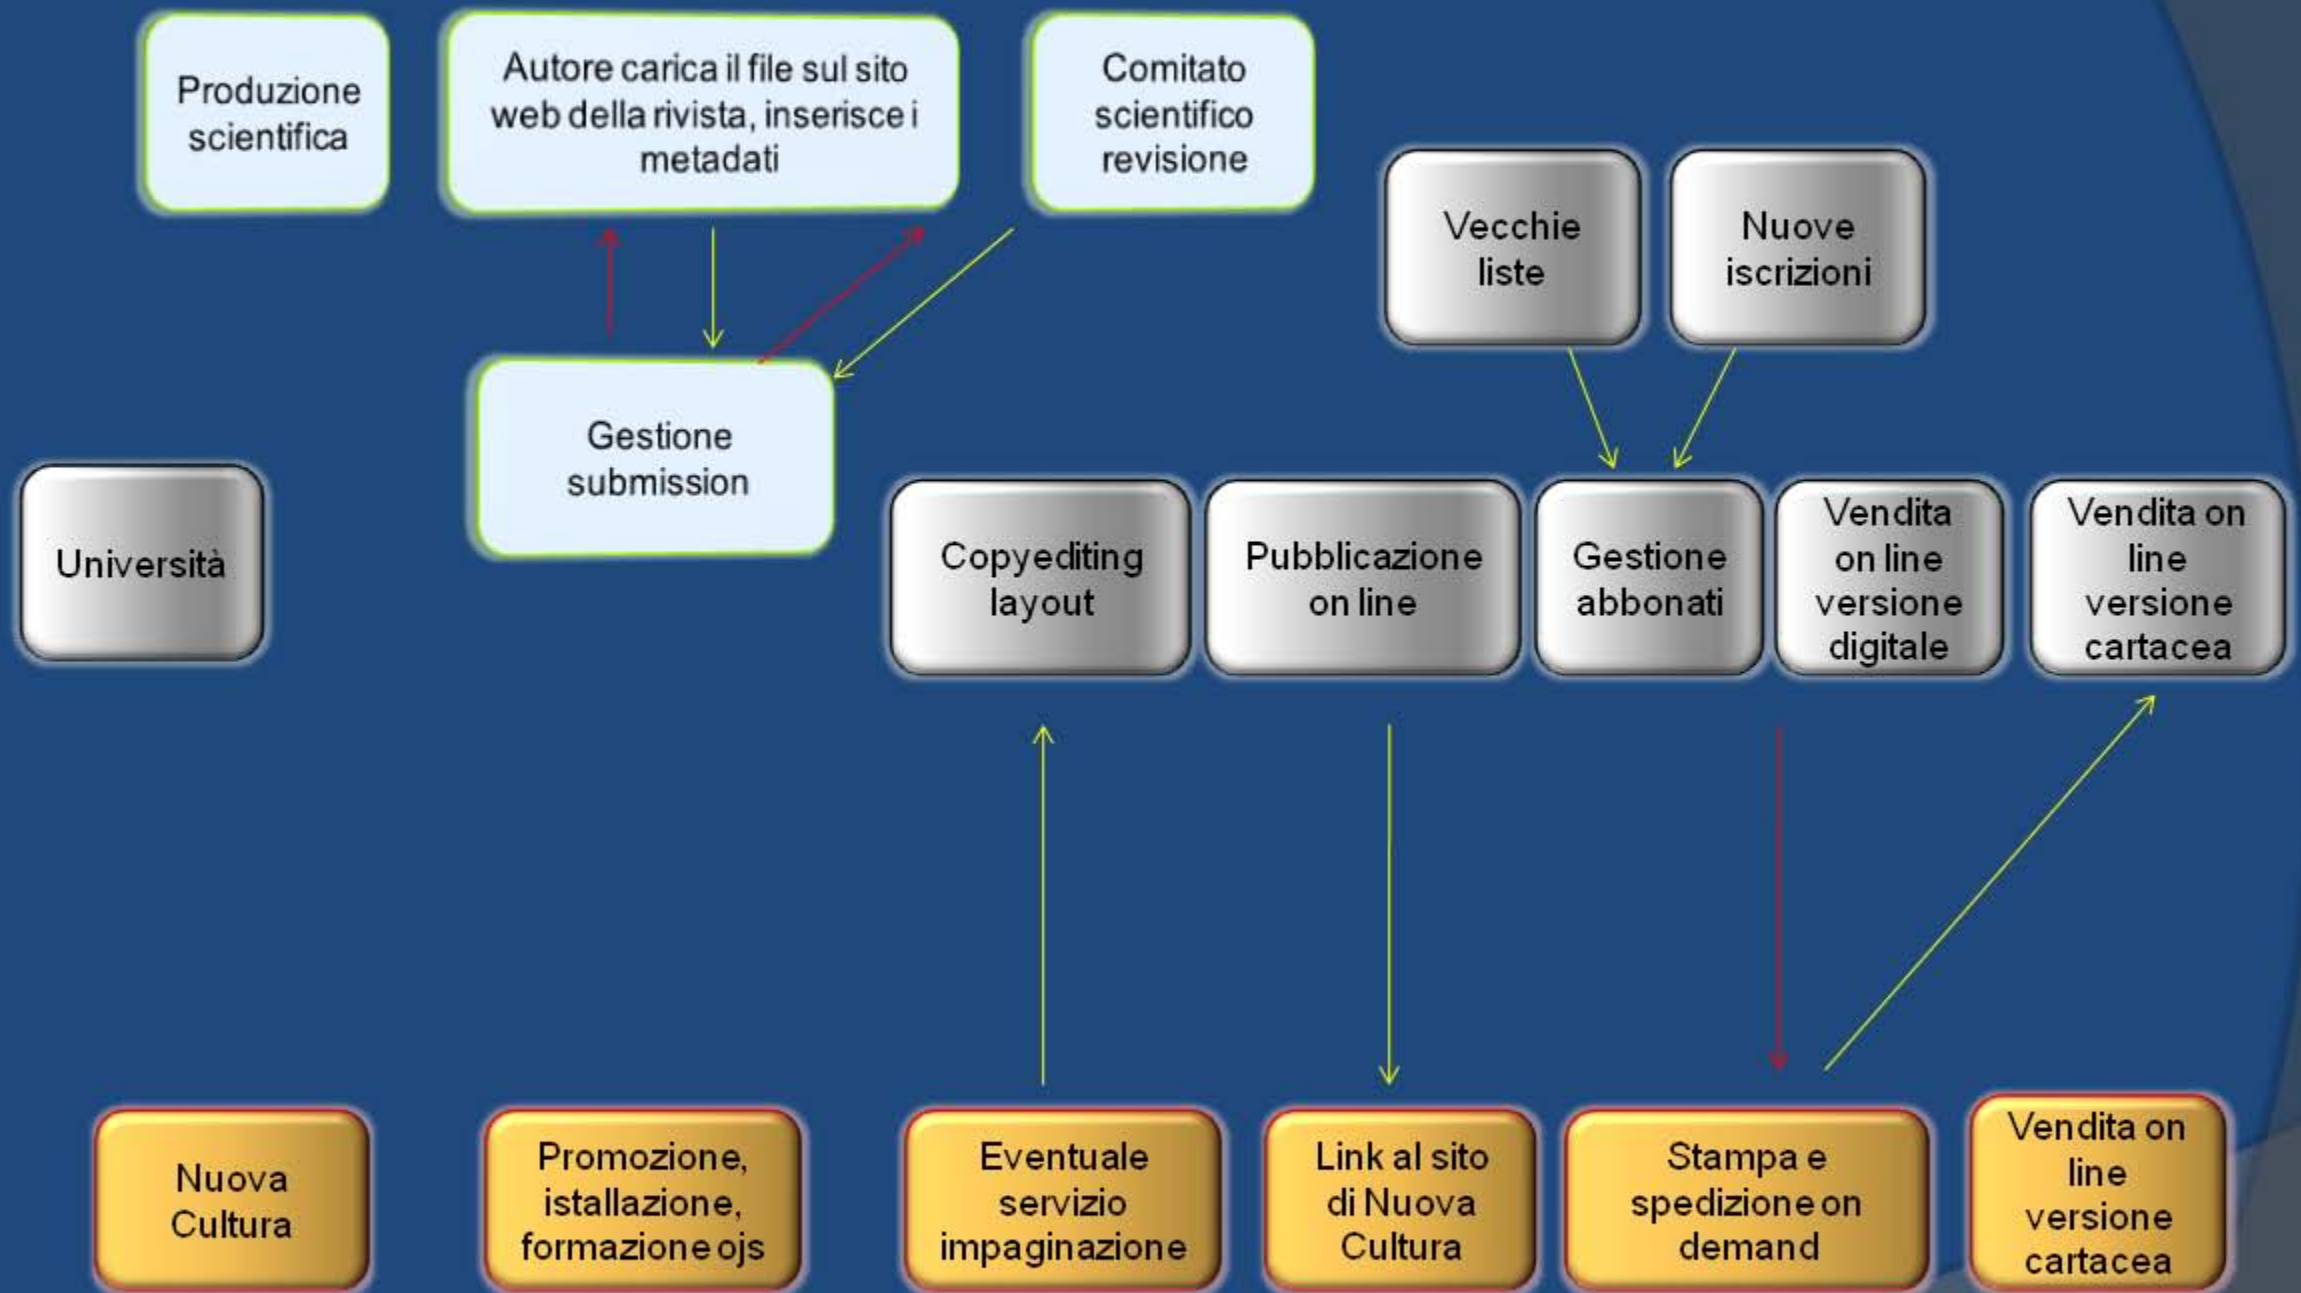 Produzione
scientifica
Autore carica il file sul sito
web della rivista, inserisce i
metadati
Comitato
scientifico
revisione
Vecchie
liste
Nuove
iscrizioni
Gestione
submission
Università
Copyediting
layout
Pubblicazione
on line
Gestione
abbonati
Vendita
on line
versione
digitale
Vendita on
line
versione
cartacea
Nuova
Cultura
Promozione,
istallazione,
formazione ojs
Eventuale
servizio
impaginazione
Link al sito
di Nuova
Cultura
Stampa e
spedizione on
demand
Vendita on
line
versione
cartacea